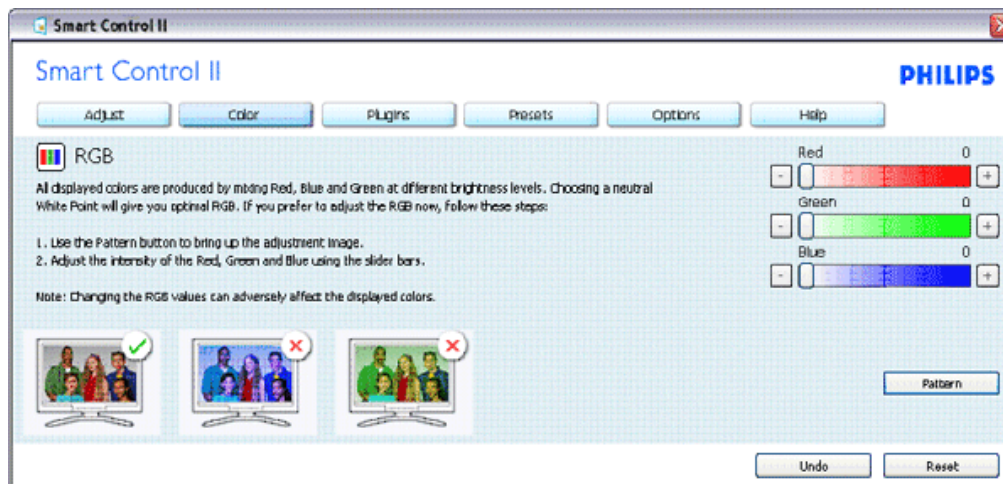 Smart Control II
Smart Control II
PHILIPS
Adjust Color Plugins Presets Options Help
RGB
All displayed colors are produced by mixing Red, Blue and Green at different brightness levels. Choosing a neutral
White Point will give you optimal RGB. If you prefer to adjust the RGB now, follow these steps:
1. Use the Pattern button to bring up the adjustment image.
2. Adjust the intensity of the Red, Green and Blue using the slider bars.
Note: Changing the RGB values can adversely affect the displayed colors.
Red 0
- +
Green 0
- +
Blue 0
- +
Pattern
Undo Reset